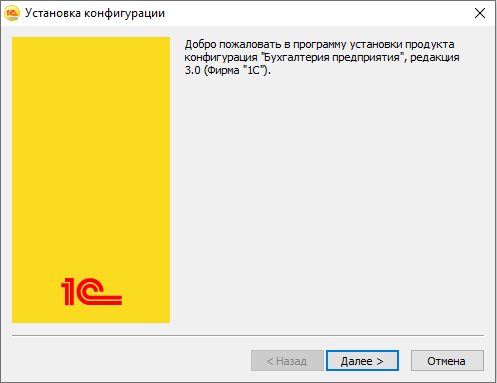 Установка конфигурации
Добро пожаловать в программу установки продукта
конфигурация "Бухгалтерия предприятия", редакция
3.0 (Фирма "1С").
1С
< Назад
Далее >
Отмена